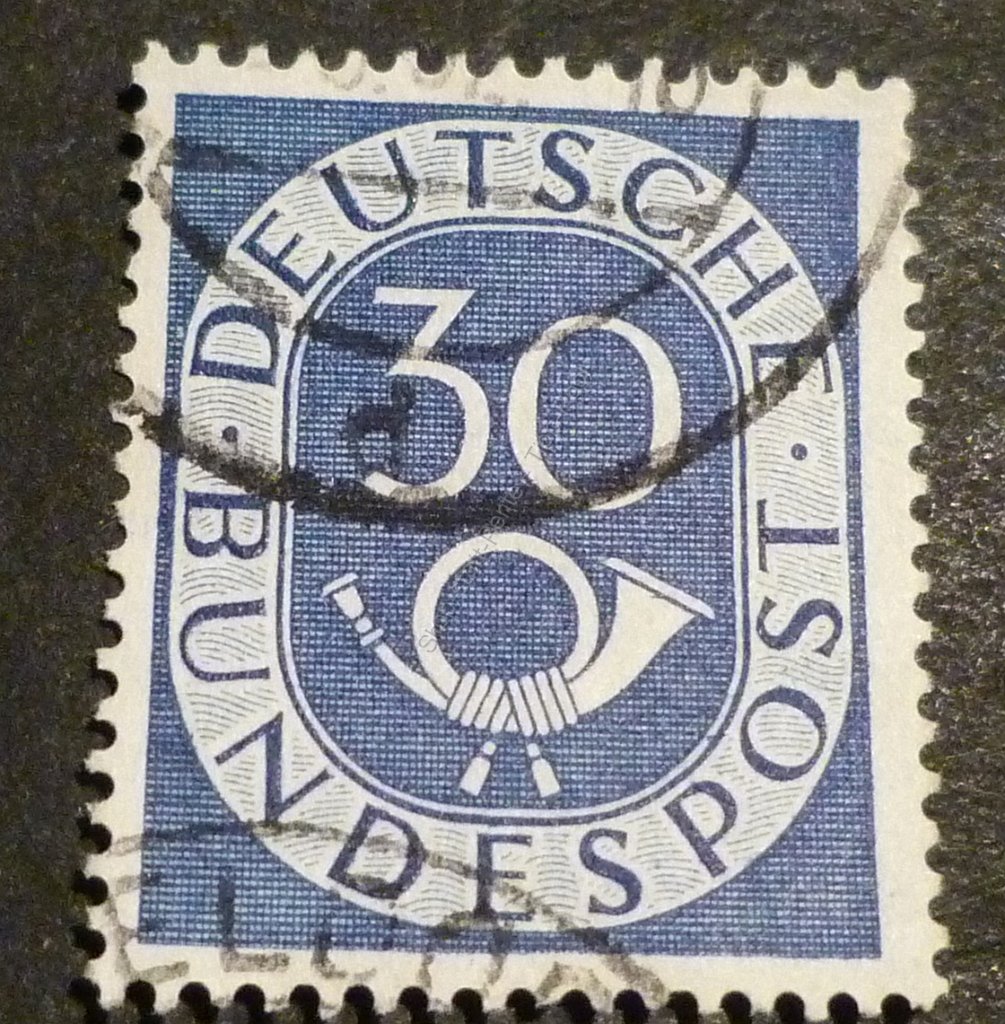 DEUTSCHE
30
· BUNDESPOST ·